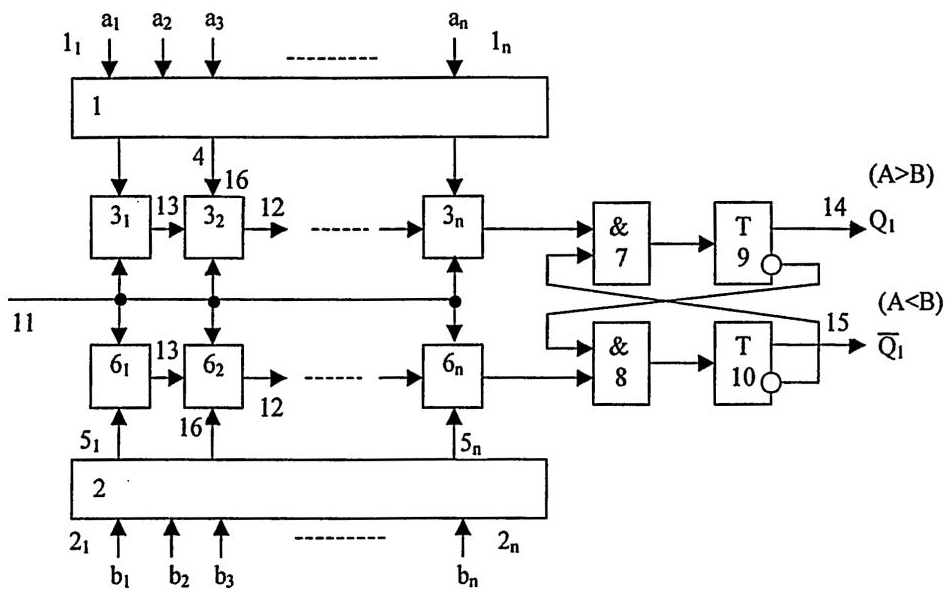 a₁ a₂ a₃ aₙ
1₁ 1ₙ
1
4
16
(A>B)
3₁ 13 3₂ 12 3ₙ
& 7
T 9
14 Q₁
11
(A<B)
6₁ 13 6₂ 12 6ₙ
& 8
T 10
15 Q̅₁
5₁ 16 5ₙ
2
2₁ 2ₙ
b₁ b₂ b₃ bₙ